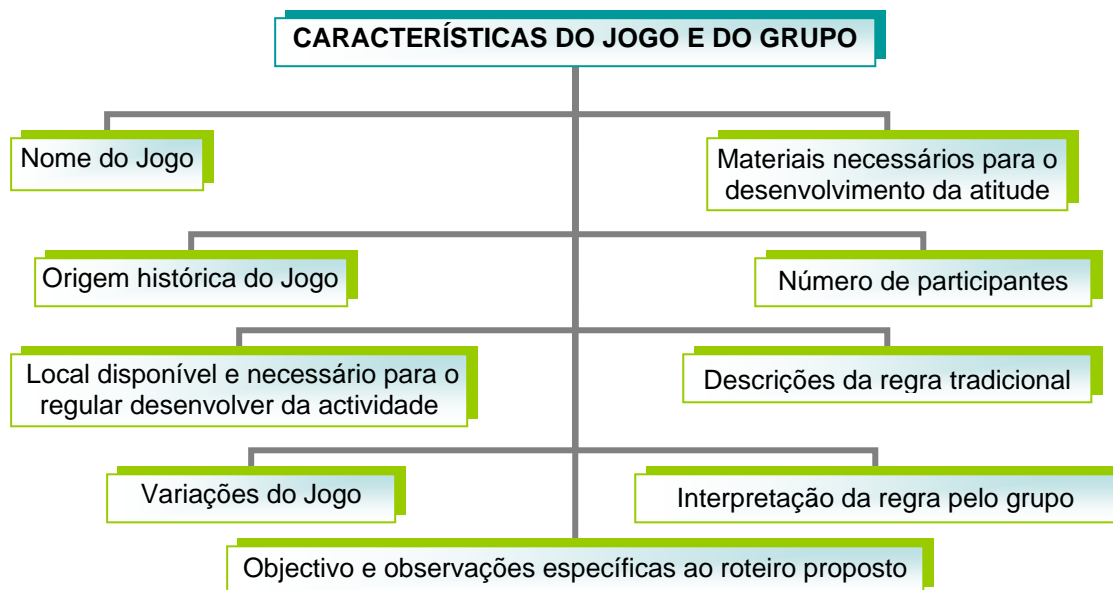 CARACTERÍSTICAS DO JOGO E DO GRUPO
Nome do Jogo
Materiais necessários para o
desenvolvimento da atitude
Origem histórica do Jogo
Número de participantes
Local disponível e necessário para o
regular desenvolver da actividade
Descrições da regra tradicional
Variações do Jogo
Interpretação da regra pelo grupo
Objectivo e observações específicas ao roteiro proposto